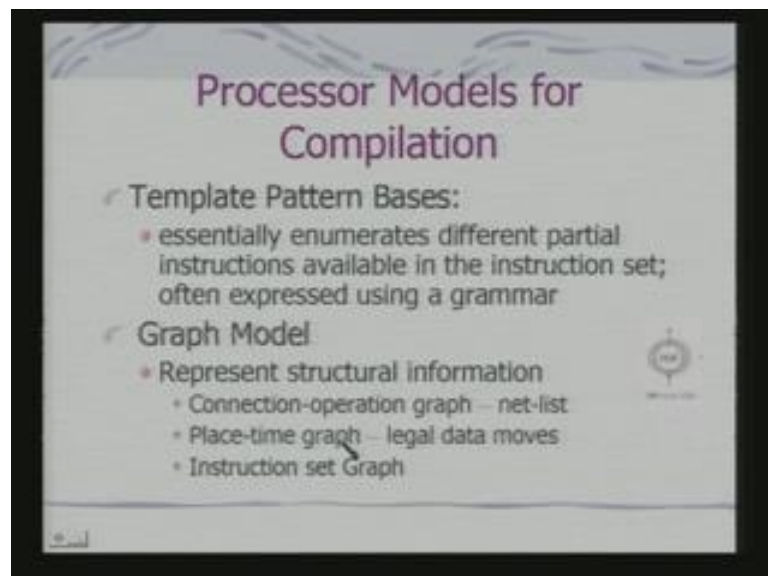 Processor Models for
Compilation
Template Pattern Bases:
essentially enumerates different partial
instructions available in the instruction set;
often expressed using a grammar
Graph Model
Represent structural information
Connection-operation graph – net-list
Place-time graph – legal data moves
Instruction set Graph